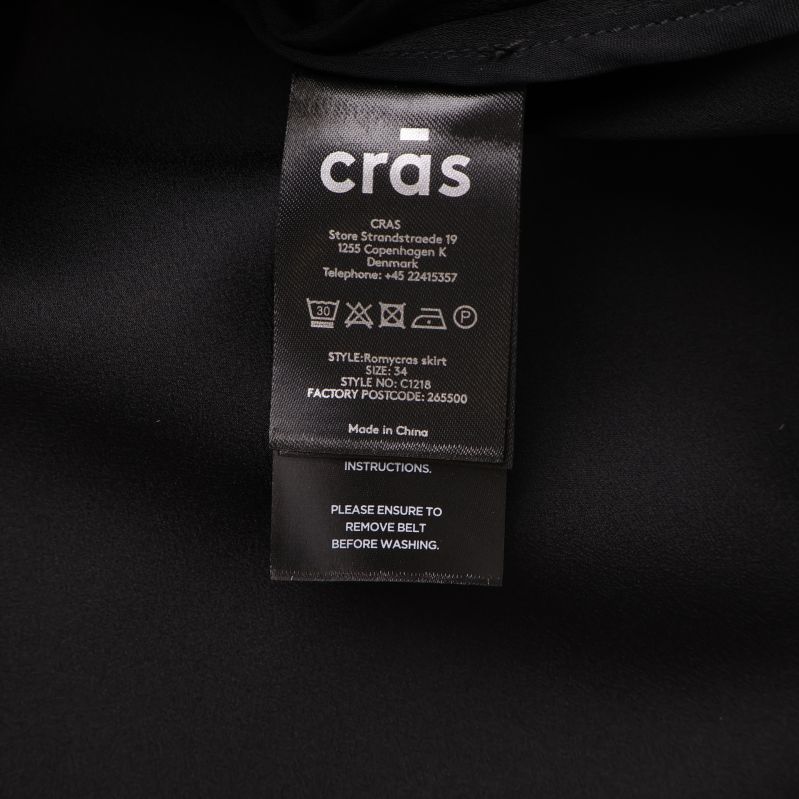 crās
CRAS
Store Strandstraede 19
1255 Copenhagen K
Denmark
Telephone: +45 22415357
30
P
STYLE:Romycras skirt
SIZE: 34
STYLE NO: C1218
FACTORY POSTCODE: 265500
Made in China
INSTRUCTIONS.
PLEASE ENSURE TO
REMOVE BELT
BEFORE WASHING.